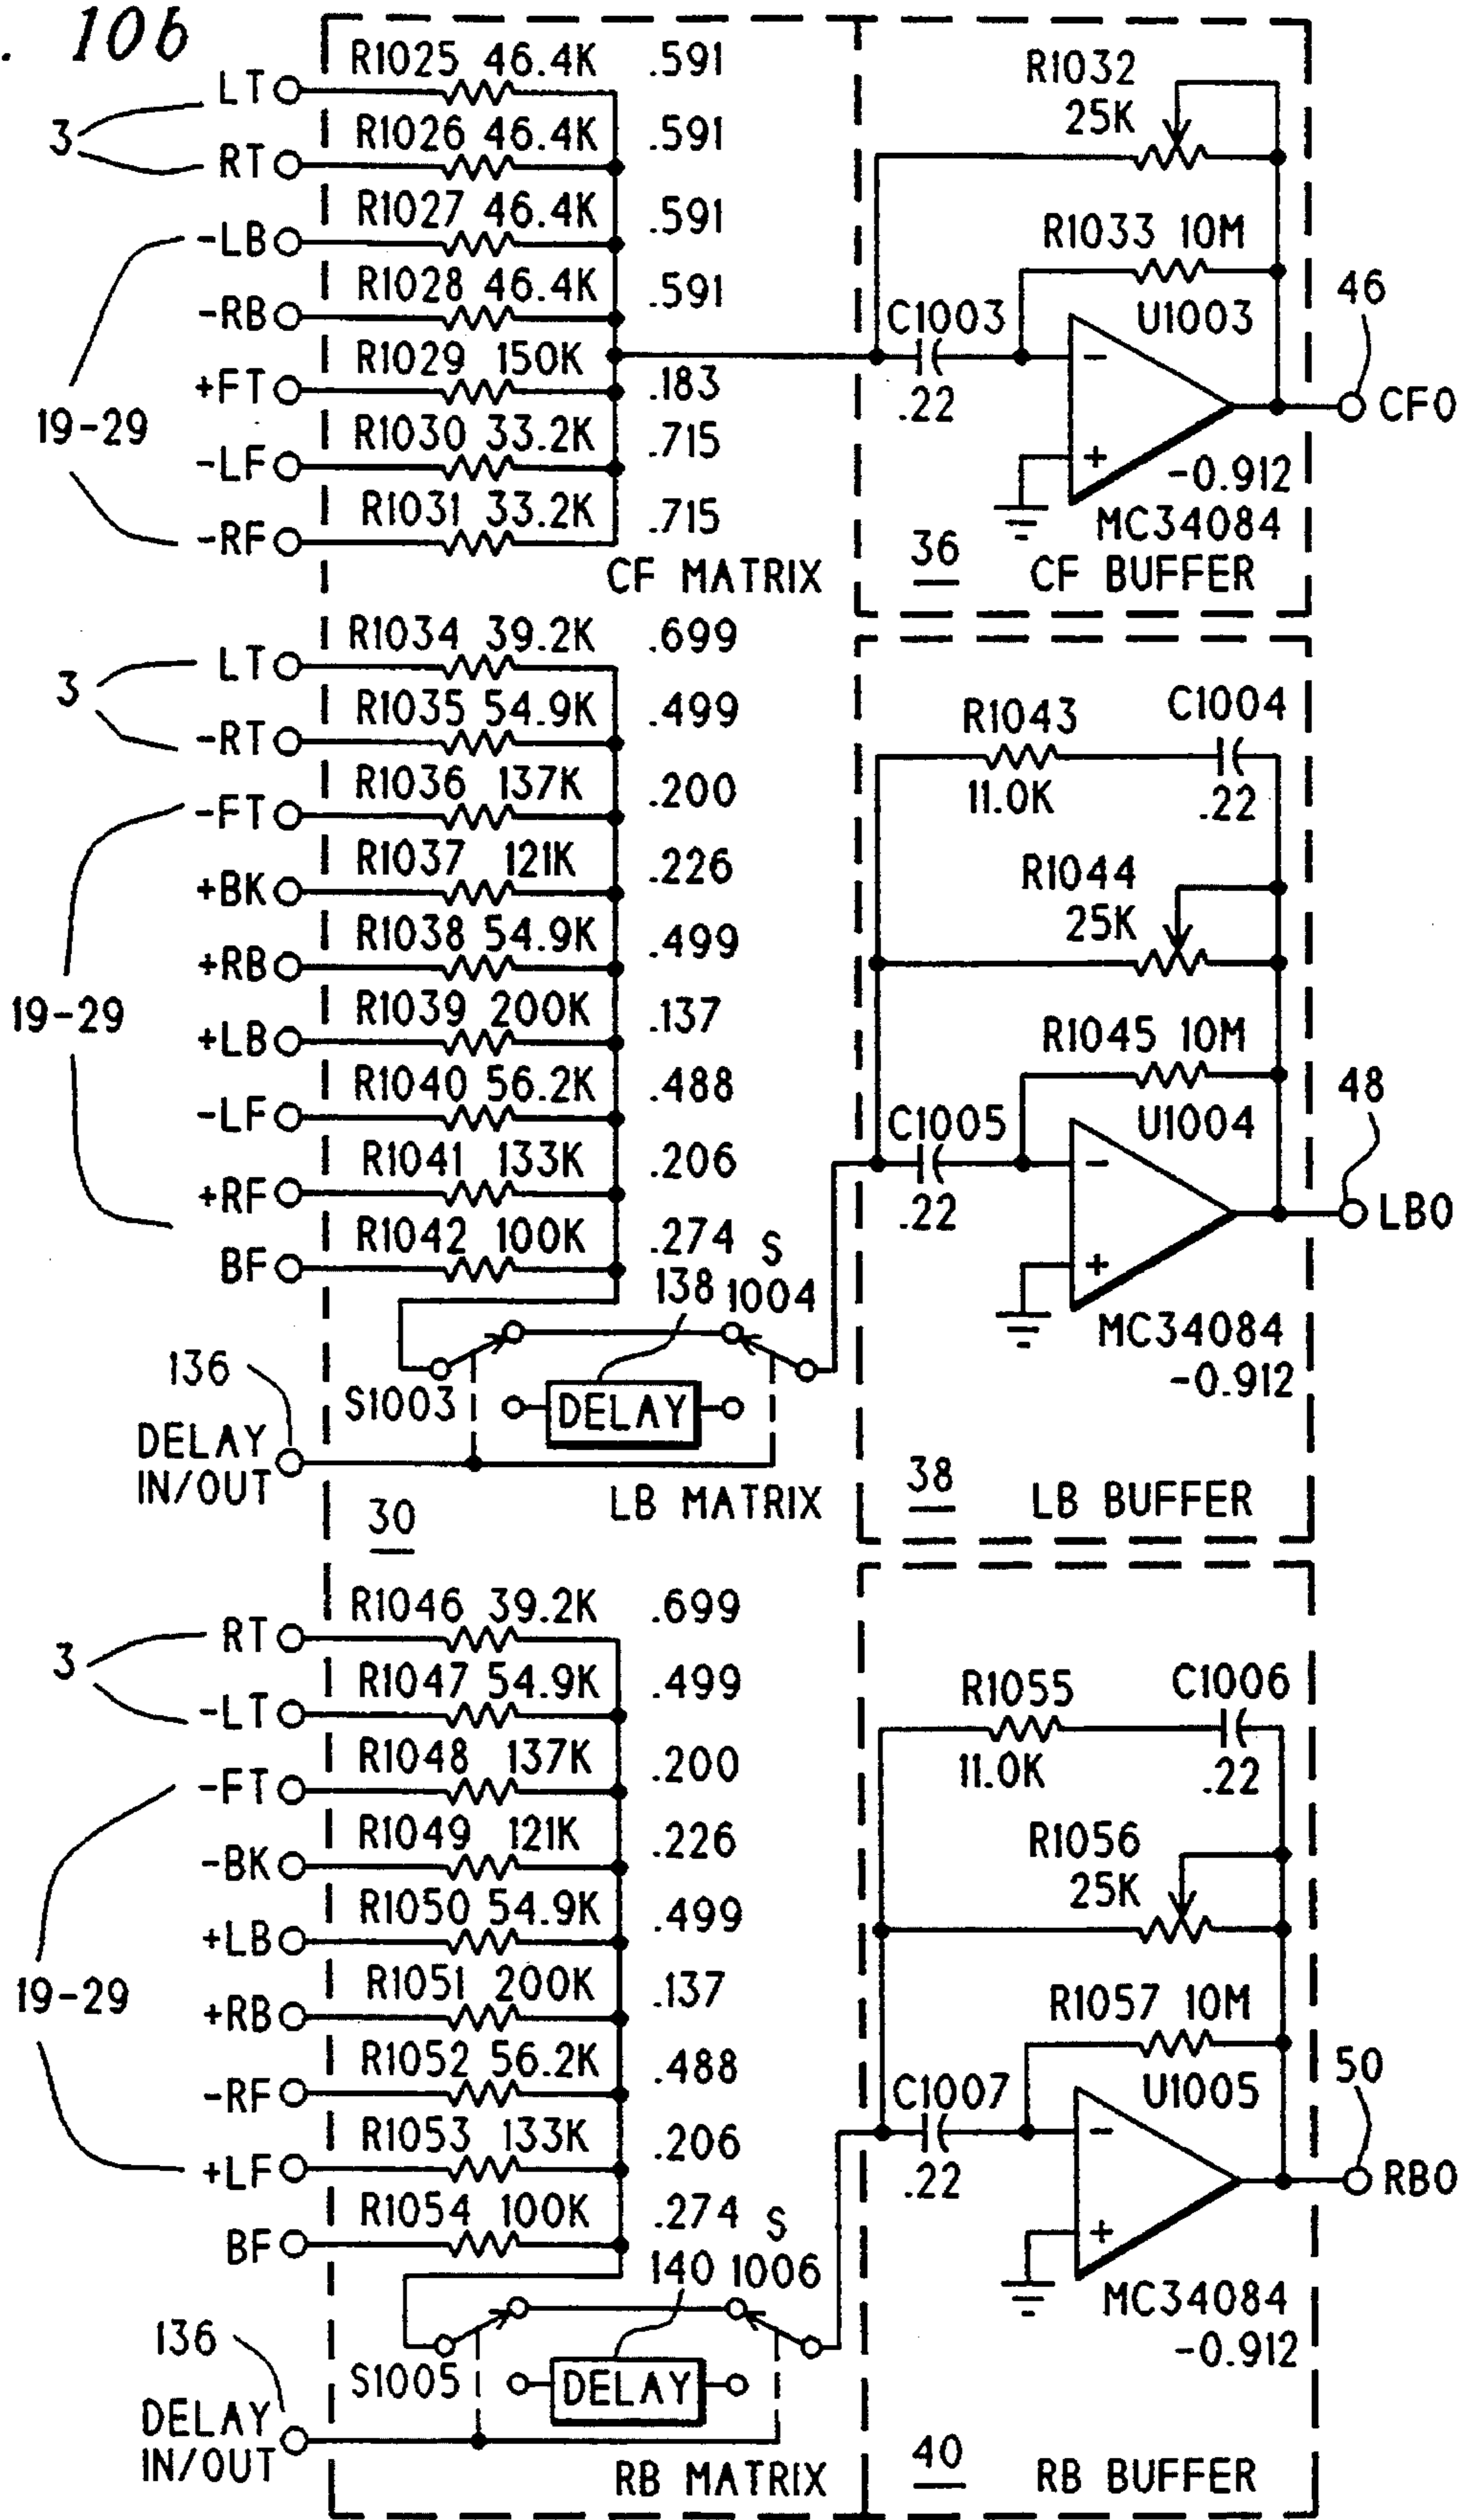 . 10b
LT R1025 46.4K .591
3
RT R1026 46.4K .591
-LB R1027 46.4K .591
-RB R1028 46.4K .591
+FT R1029 150K .183
19-29
-LF R1030 33.2K .715
-RF R1031 33.2K .715
CF MATRIX
R1032
25K
R1033 10M
C1003
.22
U1003
-
+
-0.912
MC34084
36
CF BUFFER
46
CFO
LT R1034 39.2K .699
3
-RT R1035 54.9K .499
-FT R1036 137K .200
+BK R1037 121K .226
+RB R1038 54.9K .499
19-29
+LB R1039 200K .137
-LF R1040 56.2K .488
+RF R1041 133K .206
BF R1042 100K .274
S
1004
138
S1003
DELAY
136
DELAY
IN/OUT
LB MATRIX
30
R1043
11.0K
C1004
.22
R1044
25K
R1045 10M
C1005
.22
U1004
-
+
MC34084
-0.912
38
LB BUFFER
48
LBO
RT R1046 39.2K .699
3
-LT R1047 54.9K .499
-FT R1048 137K .200
-BK R1049 121K .226
+LB R1050 54.9K .499
19-29
+RB R1051 200K .137
-RF R1052 56.2K .488
+LF R1053 133K .206
BF R1054 100K .274
S
1006
140
S1005
DELAY
136
DELAY
IN/OUT
RB MATRIX
R1055
11.0K
C1006
.22
R1056
25K
R1057 10M
C1007
.22
U1005
-
+
MC34084
-0.912
40
RB BUFFER
50
RBO